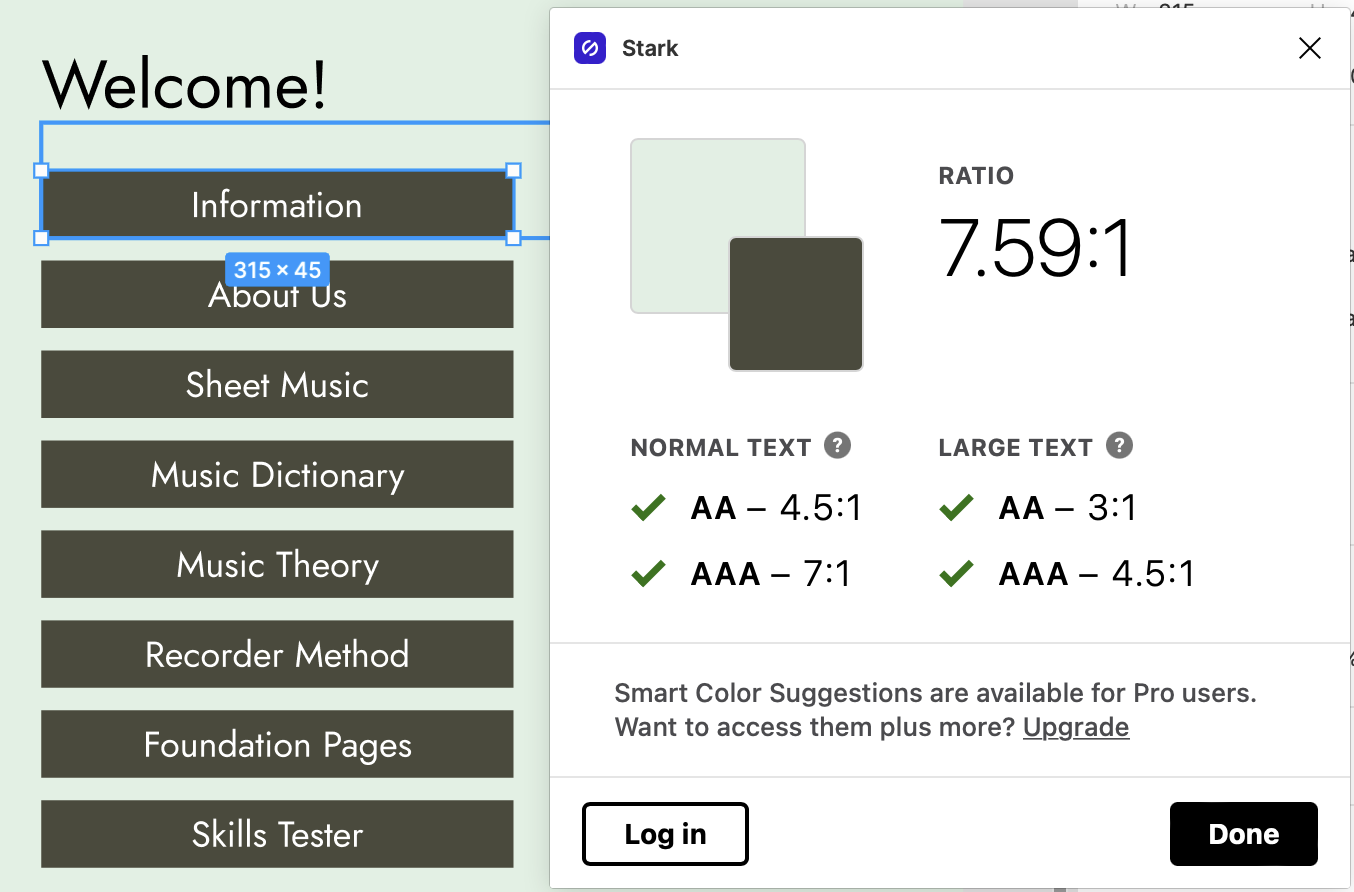 Welcome!
Information
315 × 45
About Us
Sheet Music
Music Dictionary
Music Theory
Recorder Method
Foundation Pages
Skills Tester
Stark
RATIO
7.59:1
NORMAL TEXT ?
AA – 4.5:1
AAA – 7:1
LARGE TEXT ?
AA – 3:1
AAA – 4.5:1
Smart Color Suggestions are available for Pro users.
Want to access them plus more? Upgrade
Log in
Done